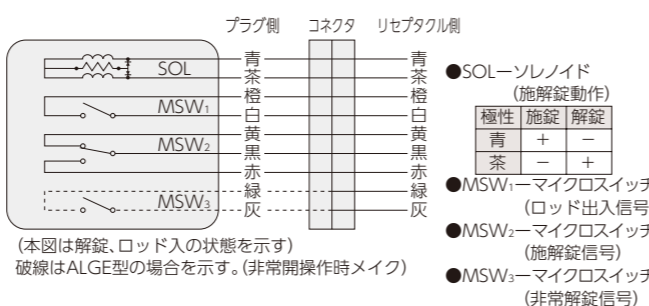 プラグ側 コネクタ リセプタクル側
SOL 青 青
茶 茶
MSW₁ 橙 橙
白 白
MSW₂ 黄 黄
黒 黒
赤 赤
MSW₃ 緑 緑
灰 灰
(本図は解錠、ロッド入の状態を示す)
破線はALGE型の場合を示す。(非常開操作時メイク)
●SOLーソレノイド
(施解錠動作)
極性 施錠 解錠
青 + −
茶 − +
●MSW₁ーマイクロスイッチ
(ロッド出入信号
●MSW₂ーマイクロスイッチ
(施解錠信号)
●MSW₃ーマイクロスイッチ
(非常解錠信号)